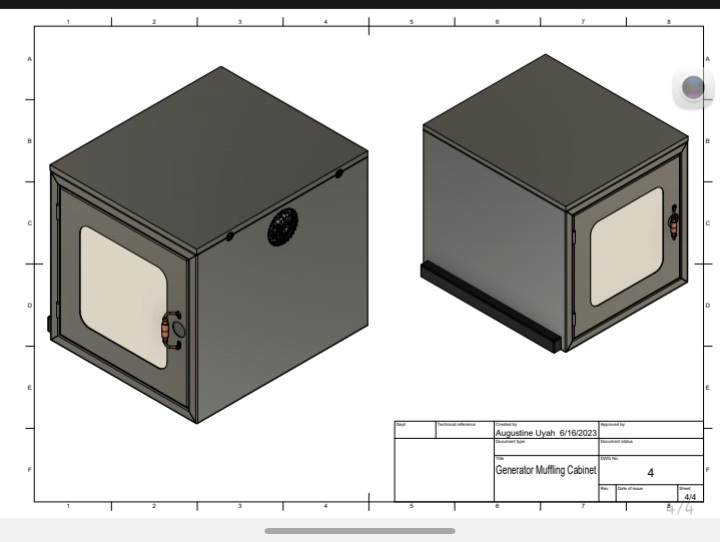 1 2 3 4 5 6 7 8
A A
B B
C C
D D
E E
F F
Dept. Technical reference Created by Approved by
Augustine Uyah 6/16/2023
Document type Document status
Title DWG No.
Generator Muffling Cabinet 4
Rev. Date of issue Sheet
4/4
1 2 3 4 5 6 7 8
4/4